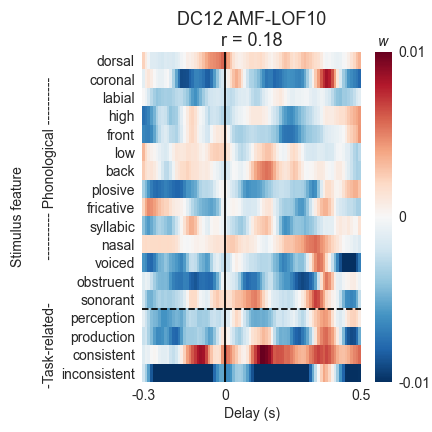 DC12 AMF-LOF10
r = 0.18
w
Stimulus feature
---------- Phonological ----------
-Task-related-
dorsal
coronal
labial
high
front
low
back
plosive
fricative
syllabic
nasal
voiced
obstruent
sonorant
perception
production
consistent
inconsistent
0.01
0
-0.01
-0.3
0
0.5
Delay (s)